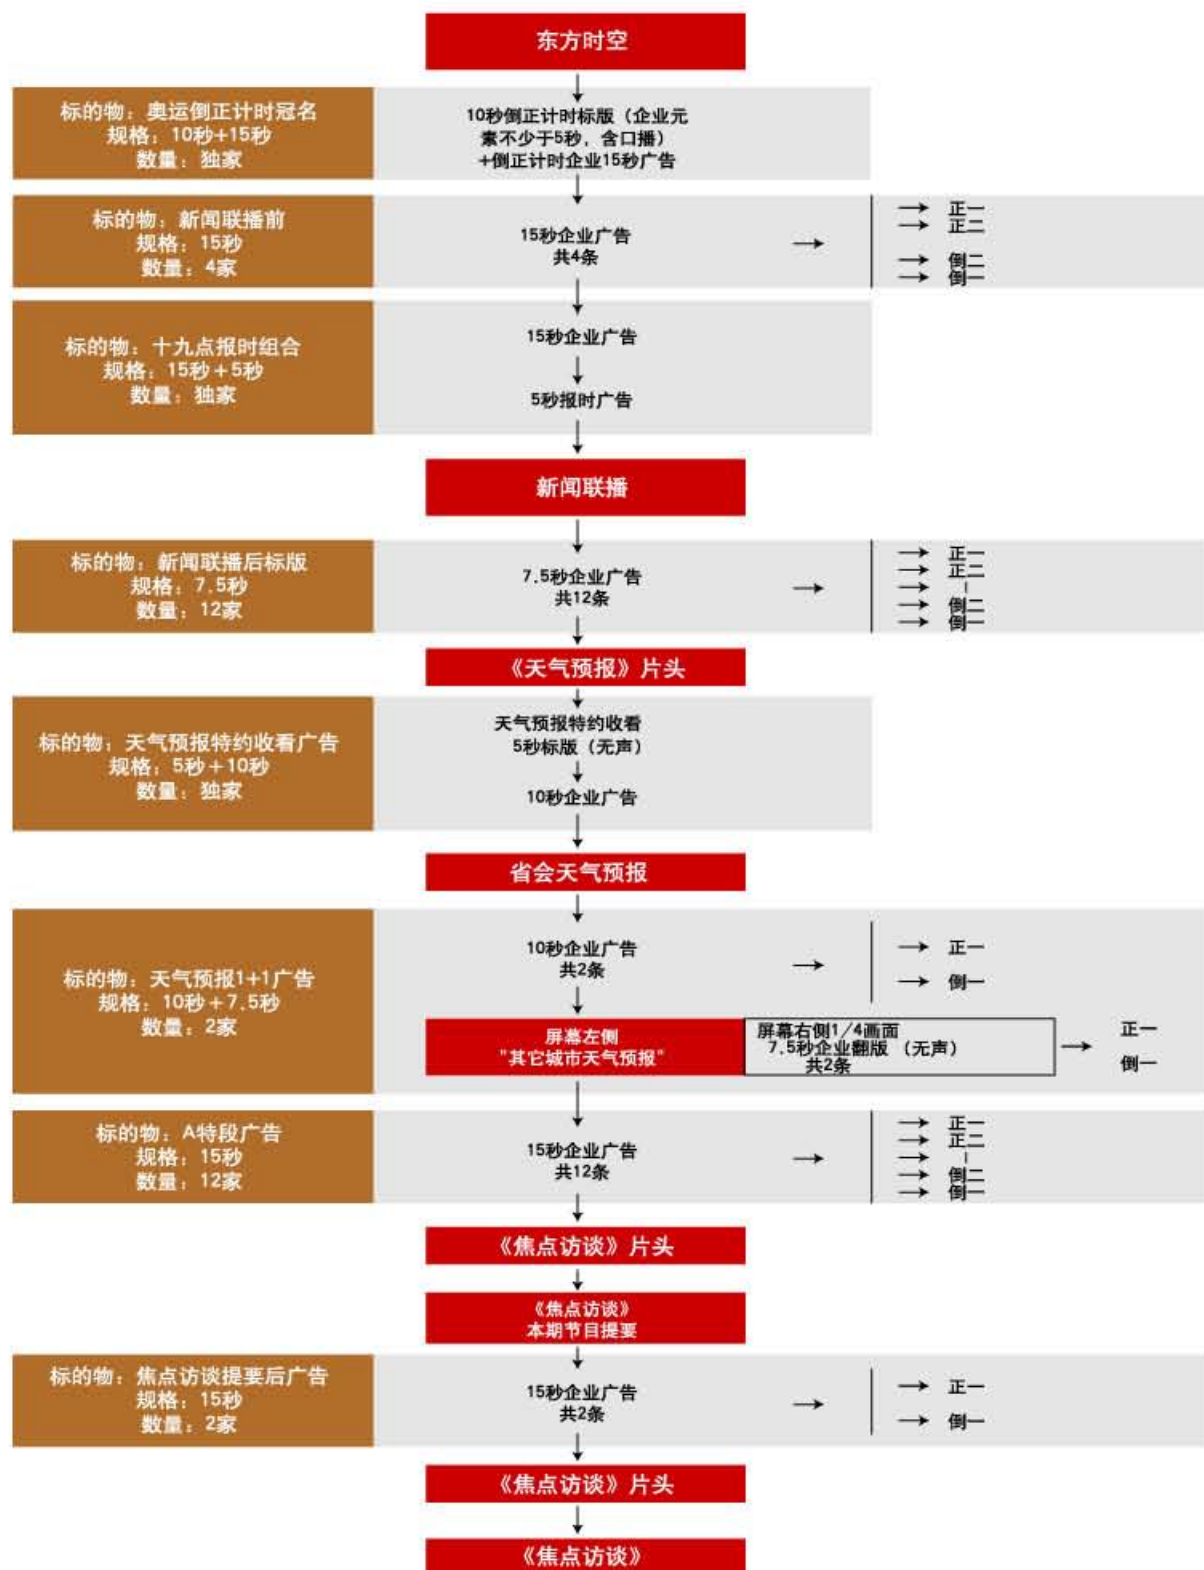 东方时空
标的物：奥运倒正计时冠名
规格：10秒+15秒
数量：独家
10秒倒正计时标版（企业元
素不少于5秒，含口播）
+倒正计时企业15秒广告
标的物：新闻联播前
规格：15秒
数量：4家
15秒企业广告
共4条
正一
正二
倒二
倒一
标的物：十九点报时组合
规格：15秒+5秒
数量：独家
15秒企业广告
5秒报时广告
新闻联播
标的物：新闻联播后标版
规格：7.5秒
数量：12家
7.5秒企业广告
共12条
正一
正二
倒二
倒一
《天气预报》片头
标的物：天气预报特约收看广告
规格：5秒+10秒
数量：独家
天气预报特约收看
5秒标版（无声）
10秒企业广告
省会天气预报
标的物：天气预报1+1广告
规格：10秒+7.5秒
数量：2家
10秒企业广告
共2条
正一
倒一
屏幕左侧
"其它城市天气预报"
屏幕右侧1/4画面
7.5秒企业翻版（无声）
共2条
正一
倒一
标的物：A特段广告
规格：15秒
数量：12家
15秒企业广告
共12条
正一
正二
倒二
倒一
《焦点访谈》片头
《焦点访谈》
本期节目提要
标的物：焦点访谈提要后广告
规格：15秒
数量：2家
15秒企业广告
共2条
正一
倒一
《焦点访谈》片头
《焦点访谈》